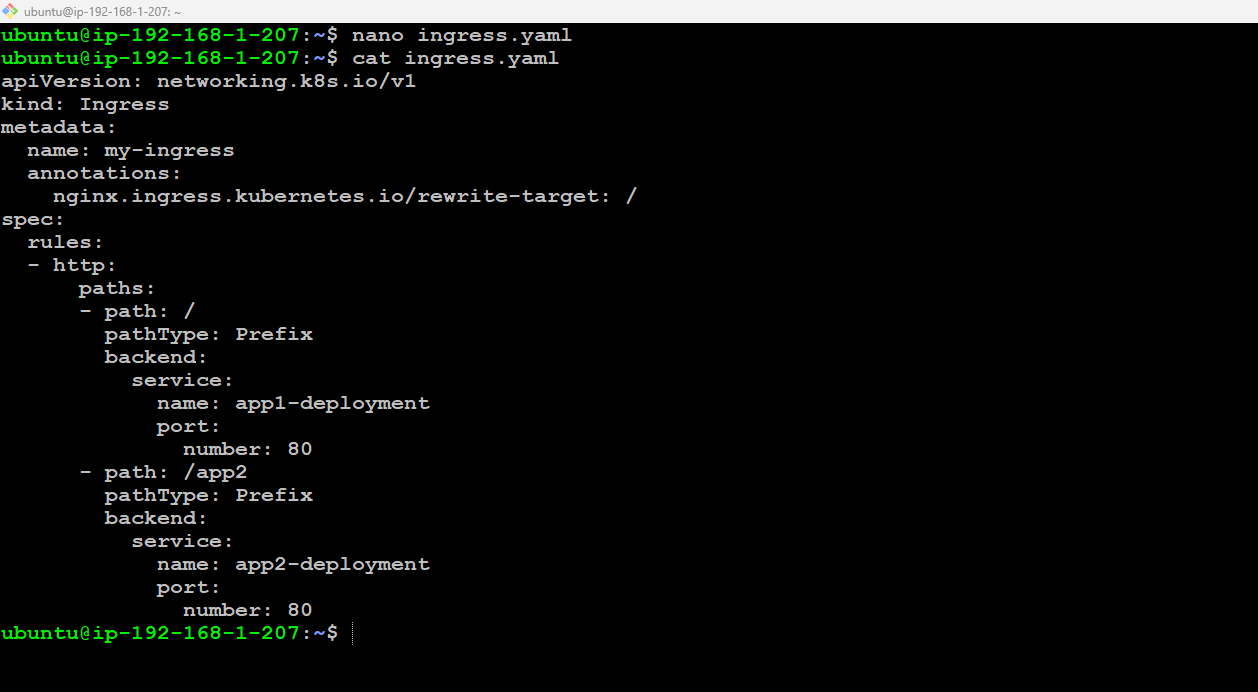 ubuntu@ip-192-168-1-207: ~
ubuntu@ip-192-168-1-207:~$ nano ingress.yaml
ubuntu@ip-192-168-1-207:~$ cat ingress.yaml
apiVersion: networking.k8s.io/v1
kind: Ingress
metadata:
  name: my-ingress
  annotations:
    nginx.ingress.kubernetes.io/rewrite-target: /
spec:
  rules:
  - http:
      paths:
      - path: /
        pathType: Prefix
        backend:
          service:
            name: app1-deployment
            port:
              number: 80
      - path: /app2
        pathType: Prefix
        backend:
          service:
            name: app2-deployment
            port:
              number: 80
ubuntu@ip-192-168-1-207:~$